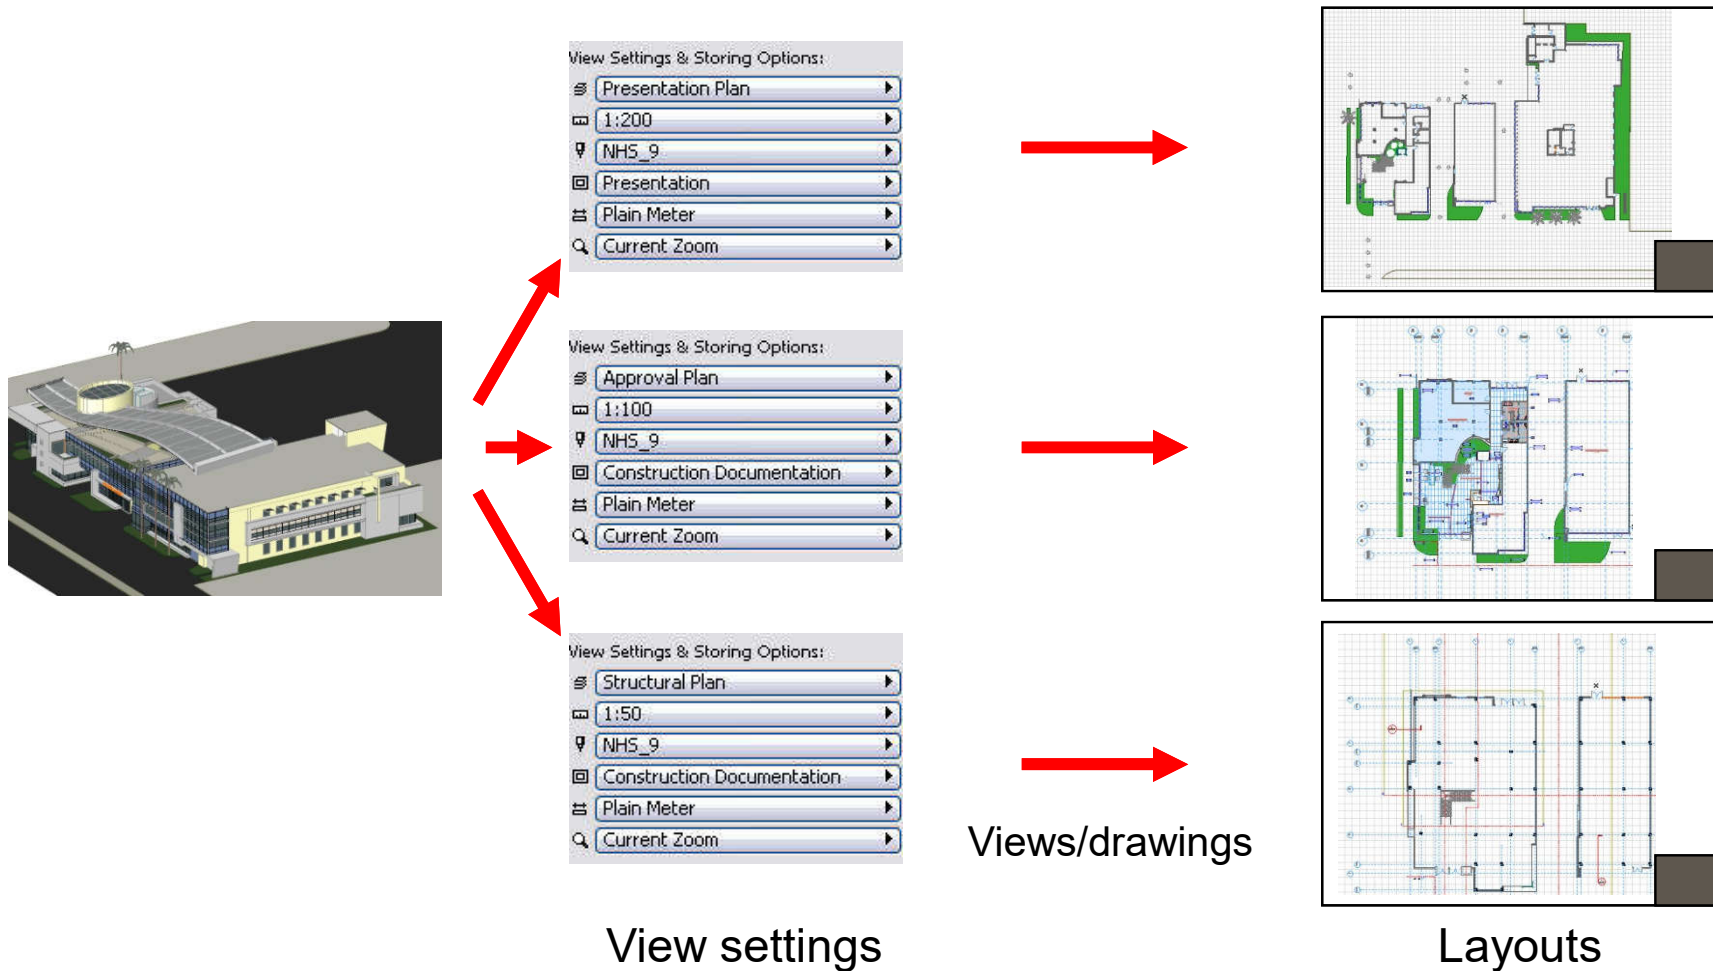 View Settings & Storing Options:
Presentation Plan
1:200
NHS_9
Presentation
Plain Meter
Current Zoom
View Settings & Storing Options:
Approval Plan
1:100
NHS_9
Construction Documentation
Plain Meter
Current Zoom
View Settings & Storing Options:
Structural Plan
1:50
NHS_9
Construction Documentation
Plain Meter
Current Zoom
Views/drawings
View settings
Layouts